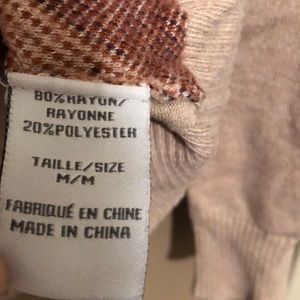 80% RAYON/
RAYONNE
20% POLYESTER
TAILLE/SIZE
M/M
FABRIQUÉ EN CHINE
MADE IN CHINA